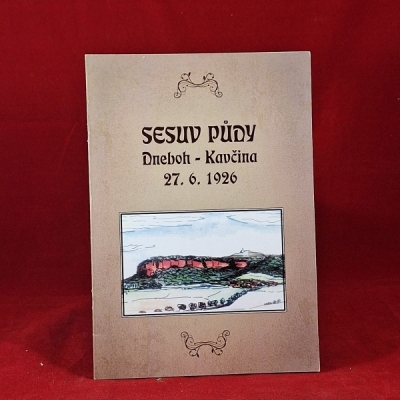 SESUV PŮDY
Dneboh - Kavčina
27. 6. 1926